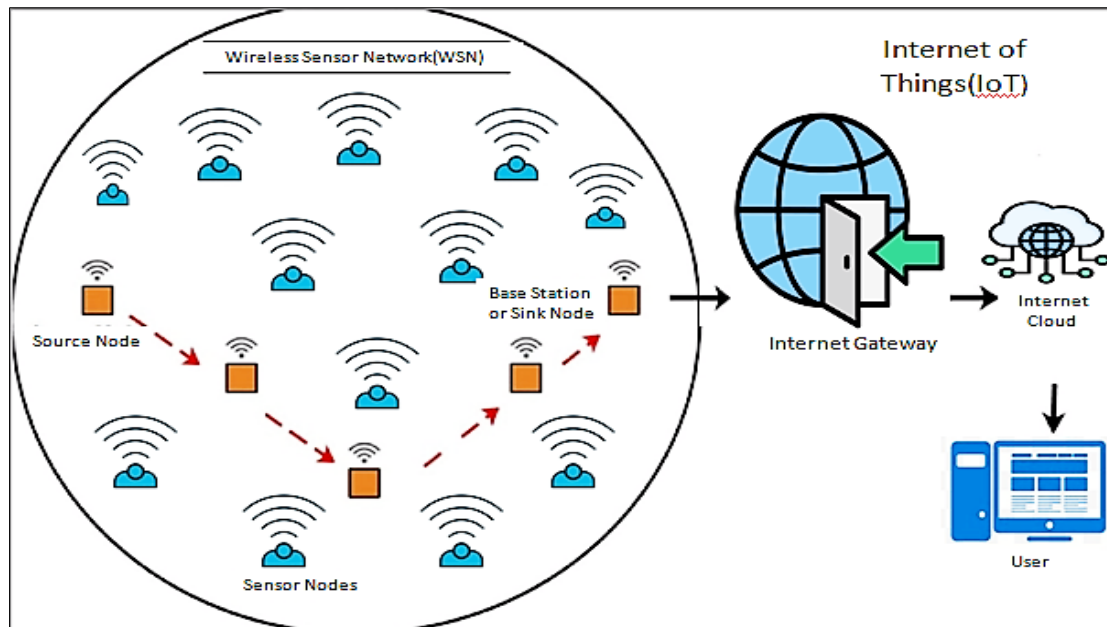 Wireless Sensor Network(WSN)
Internet of
Things(IoT)
Base Station
or Sink Node
Source Node
Internet Gateway
Internet
Cloud
Sensor Nodes
User